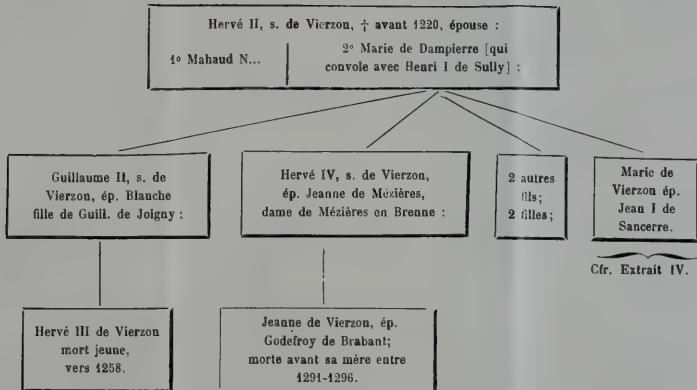 Hervé II, s. de Vierzon, † avant 1220, épouse :
1o Mahaud N...
2o Marie de Dampierre [qui
convole avec Henri I de Sully] :
Guillaume II, s. de
Vierzon, ép. Blanche
fille de Guill. de Joigny :
Hervé IV, s. de Vierzon,
ép. Jeanne de Mézières,
dame de Mézières en Brenne :
2 autres
fils;
2 filles;
Marie de
Vierzon ép.
Jean I de
Sancerre.
Cfr. Extrait IV.
Hervé III de Vierzon
mort jeune,
vers 1258.
Jeanne de Vierzon, ép.
Godefroy de Brabant;
morte avant sa mère entre
1291-1296.